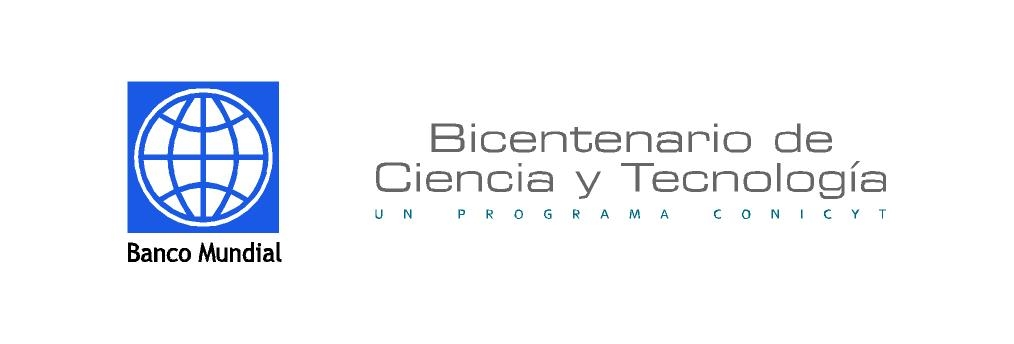 Banco Mundial
Bicentenario de
Ciencia y Tecnología
UN PROGRAMA CONICYT